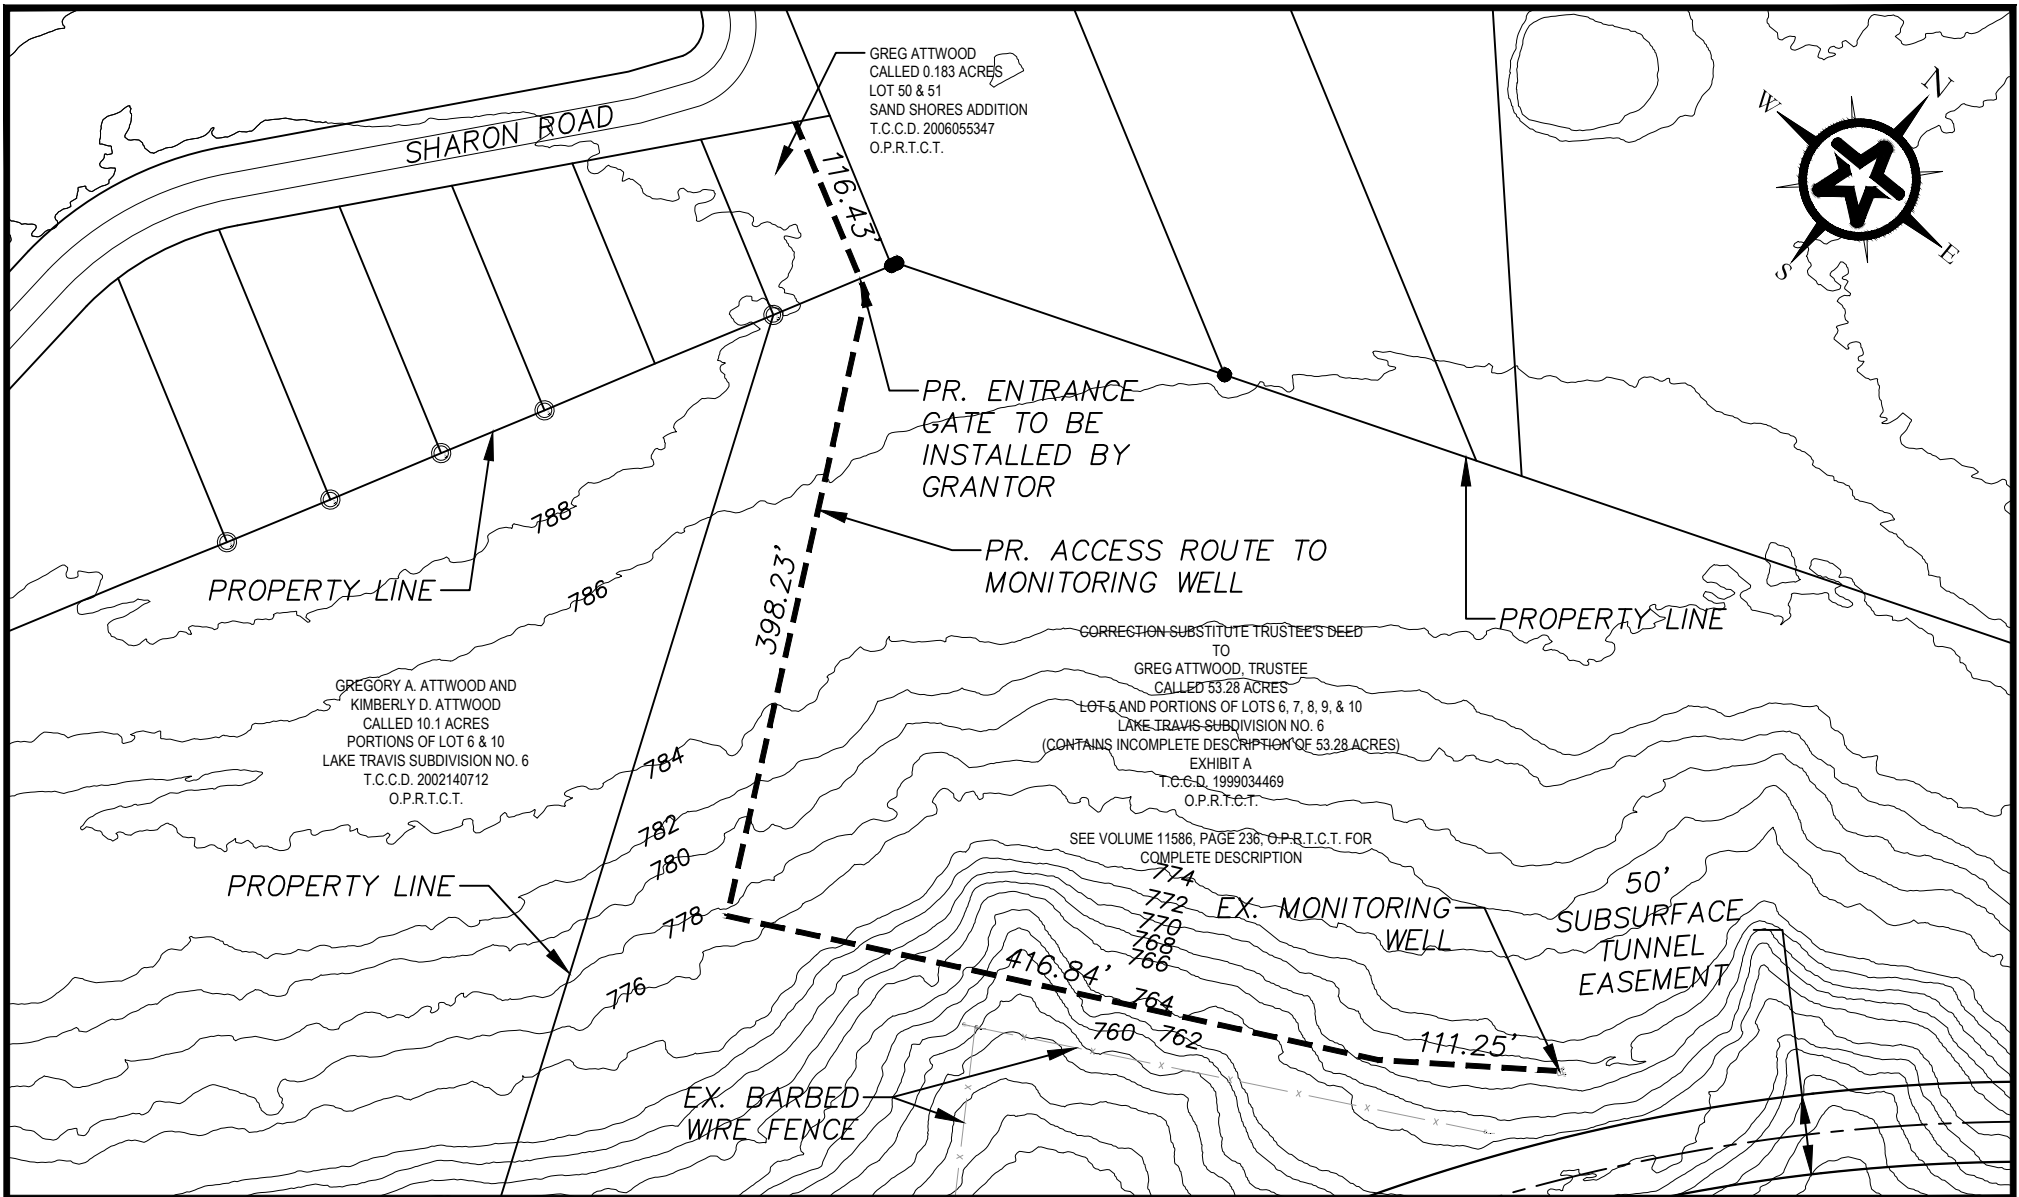 GREG ATTWOOD
CALLED 0.183 ACRES
LOT 50 & 51
SAND SHORES ADDITION
T.C.C.D. 2006055347
O.P.R.T.C.T.
SHARON ROAD
116.43'
N
W
S
E
PR. ENTRANCE
GATE TO BE
INSTALLED BY
GRANTOR
788
PR. ACCESS ROUTE TO
MONITORING WELL
PROPERTY LINE
786
398.23'
PROPERTY LINE
CORRECTION SUBSTITUTE TRUSTEE'S DEED
TO
GREG ATTWOOD, TRUSTEE
CALLED 53.28 ACRES
LOT 5 AND PORTIONS OF LOTS 6, 7, 8, 9, & 10
LAKE TRAVIS SUBDIVISION NO. 6
(CONTAINS INCOMPLETE DESCRIPTION OF 53.28 ACRES)
EXHIBIT A
T.C.C.D. 1999034469
O.P.R.T.C.T.
SEE VOLUME 11586, PAGE 236, O.P.R.T.C.T. FOR
COMPLETE DESCRIPTION
GREGORY A. ATTWOOD AND
KIMBERLY D. ATTWOOD
CALLED 10.1 ACRES
PORTIONS OF LOT 6 & 10
LAKE TRAVIS SUBDIVISION NO. 6
T.C.C.D. 2002140712
O.P.R.T.C.T.
784
782
780
778
776
PROPERTY LINE
774
772
770
768
766
764
762
760
EX. MONITORING
WELL
50'
SUBSURFACE
TUNNEL
EASEMENT
416.84'
111.25'
EX. BARBED
WIRE FENCE
x
x
x
x
x
x
x
x
x
x